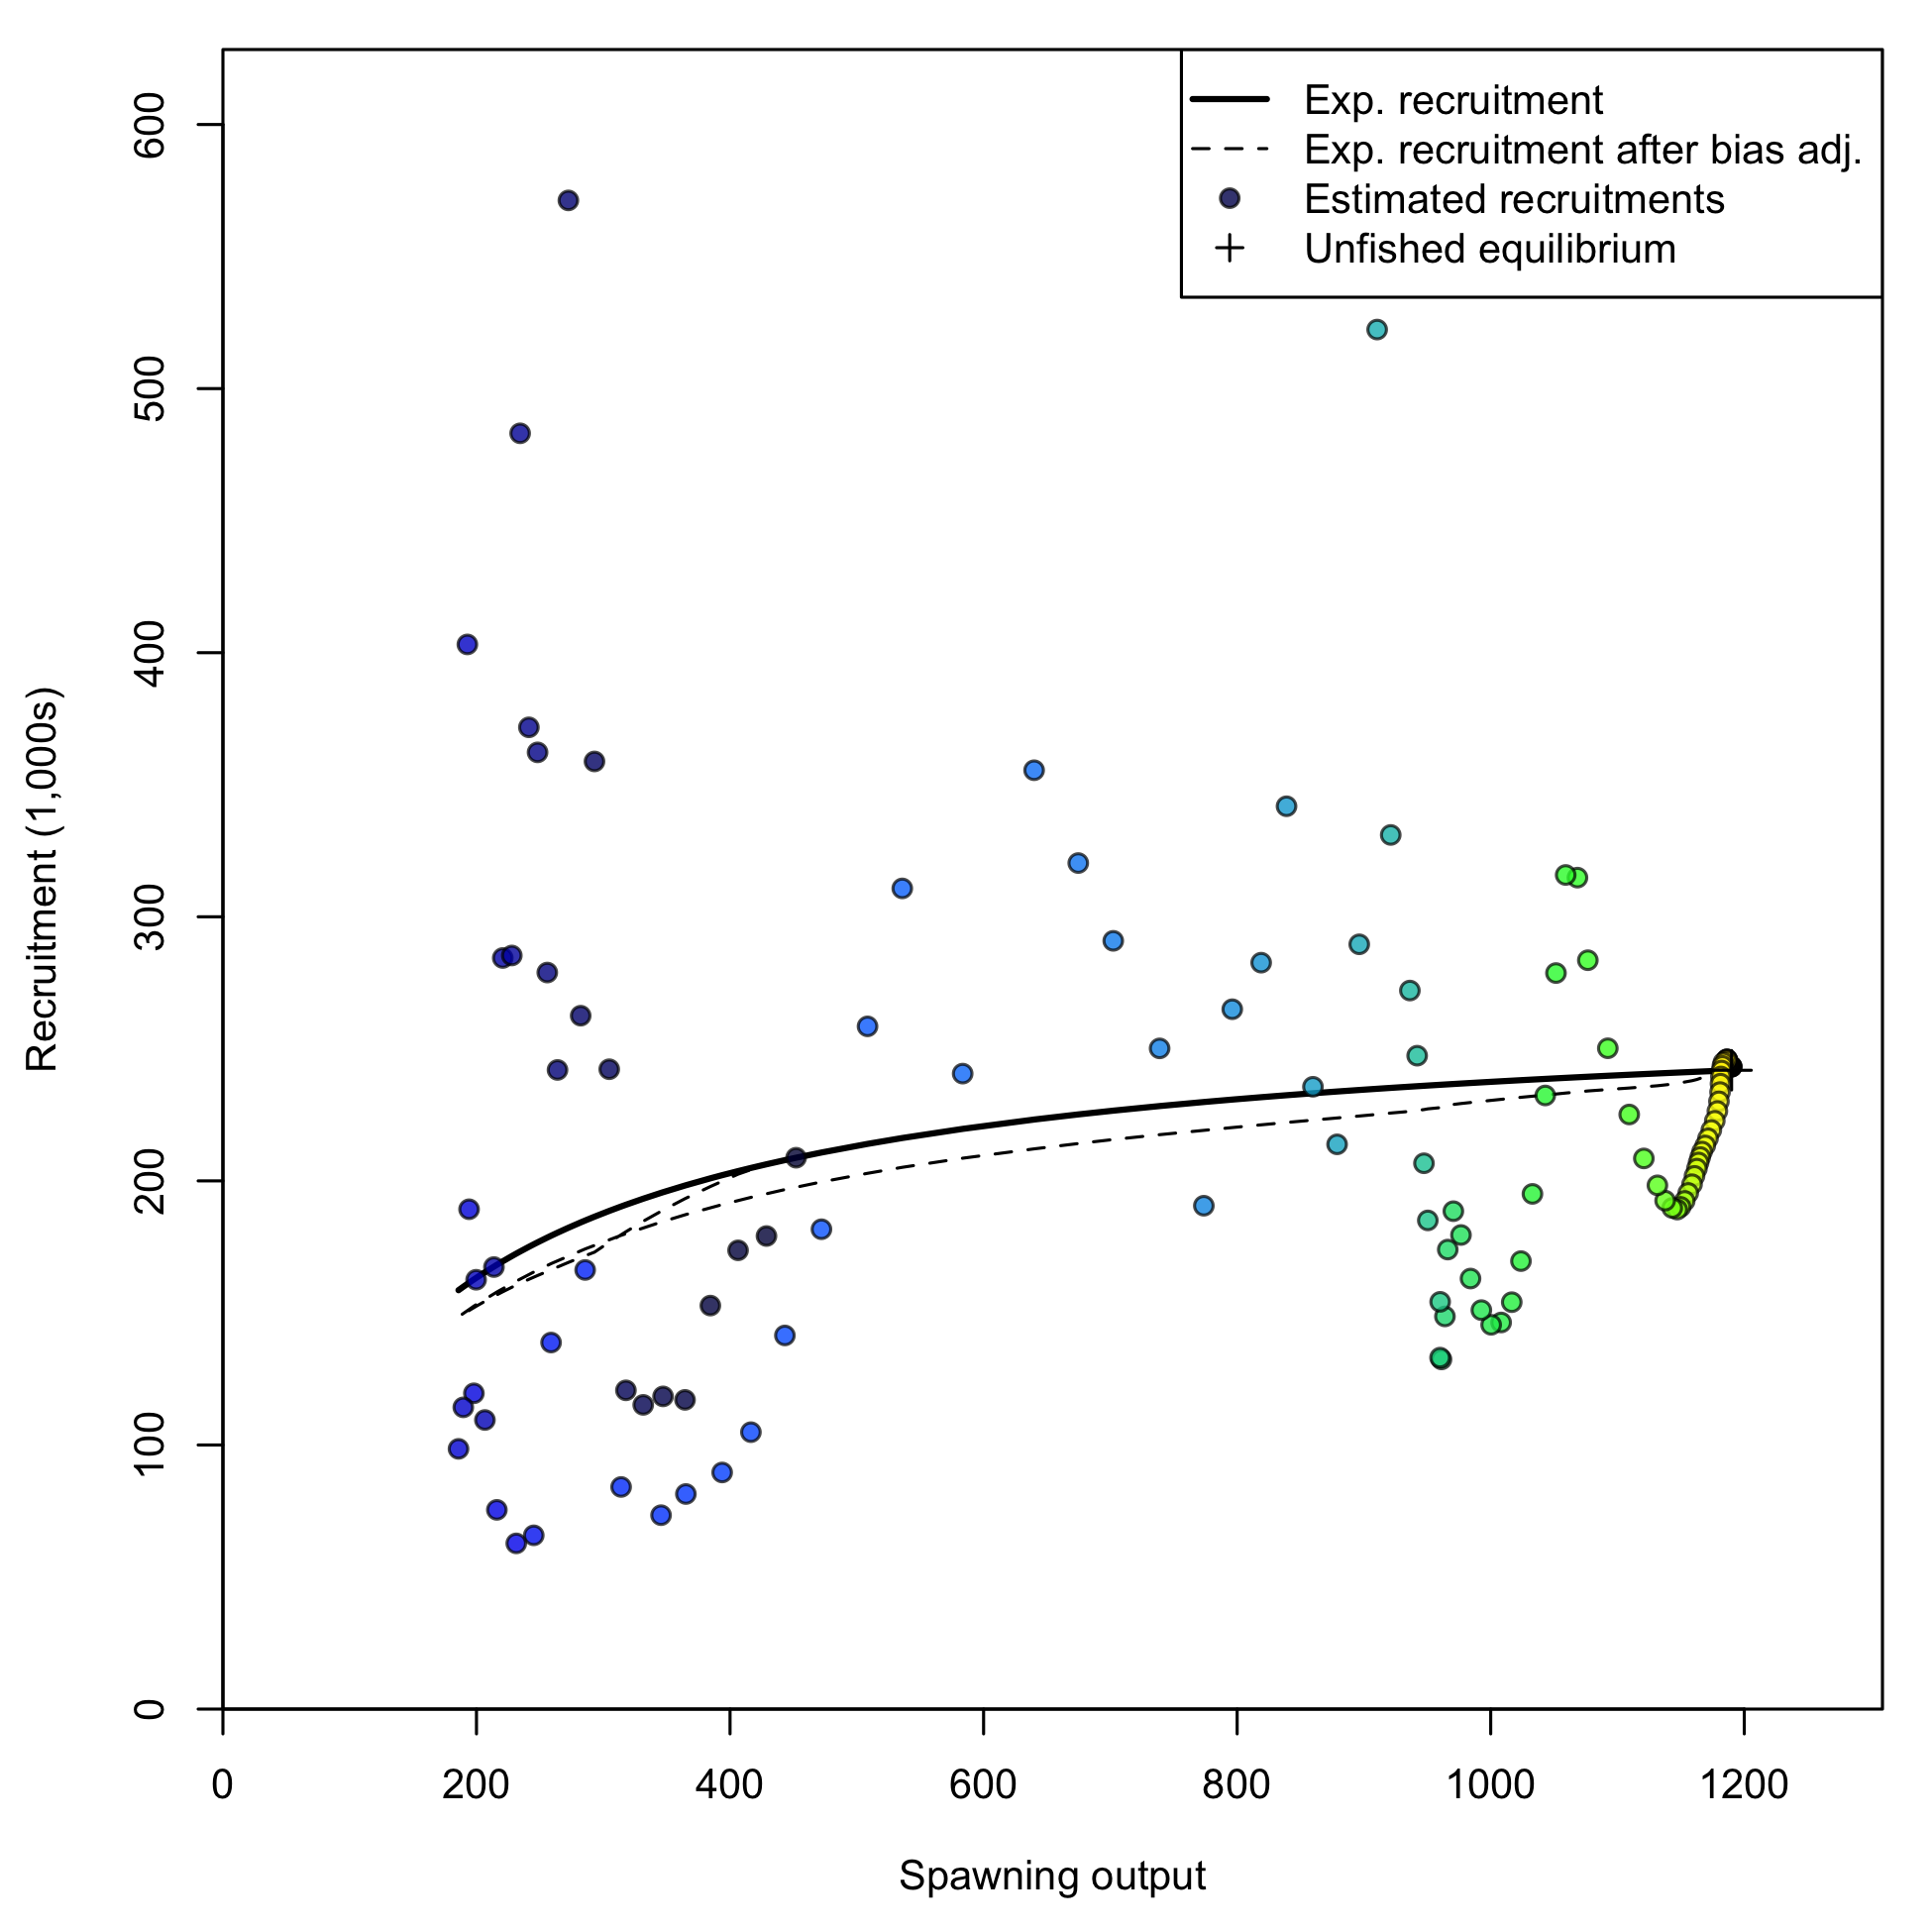 Exp. recruitment
Exp. recruitment after bias adj.
Estimated recruitments
Unfished equilibrium
600
500
400
300
200
100
0
Recruitment (1,000s)
0 200 400 600 800 1000 1200
Spawning output